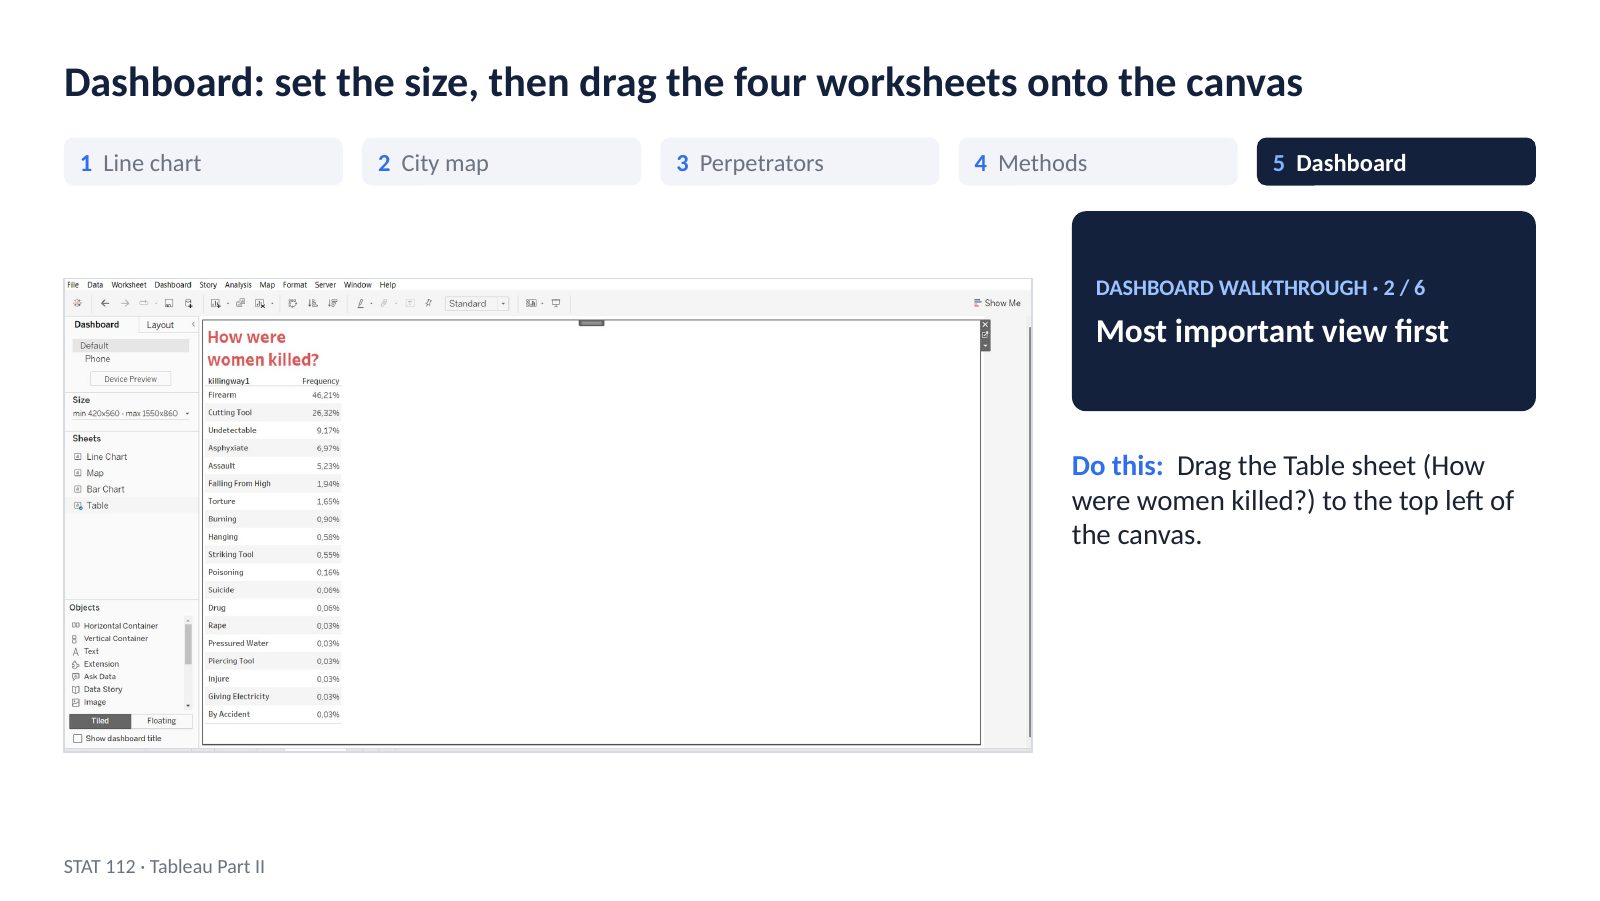 Dashboard: set the size, then drag the four worksheets onto the canvas
1 Line chart
2 City map
3 Perpetrators
4 Methods
5 Dashboard
File Data Worksheet Dashboard Story Analysis Map Format Server Window Help
Standard
Show Me
Dashboard Layout
Default
Phone
Device Preview
Size
min 420x560 - max 1550x860
Sheets
Line Chart
Map
Bar Chart
Table
Objects
Horizontal Container
Vertical Container
Text
Extension
Ask Data
Data Story
Image
Tiled Floating
Show dashboard title
How were
women killed?
killingway1 Frequency
Firearm 46,21%
Cutting Tool 26,32%
Undetectable 9,17%
Asphyxiate 6,97%
Assault 5,23%
Falling From High 1,94%
Torture 1,65%
Burning 0,90%
Hanging 0,58%
Striking Tool 0,55%
Poisoning 0,16%
Suicide 0,06%
Drug 0,06%
Rape 0,03%
Pressured Water 0,03%
Piercing Tool 0,03%
Injure 0,03%
Giving Electricity 0,03%
By Accident 0,03%
DASHBOARD WALKTHROUGH · 2 / 6
Most important view first
Do this: Drag the Table sheet (How
were women killed?) to the top left of
the canvas.
STAT 112 · Tableau Part II